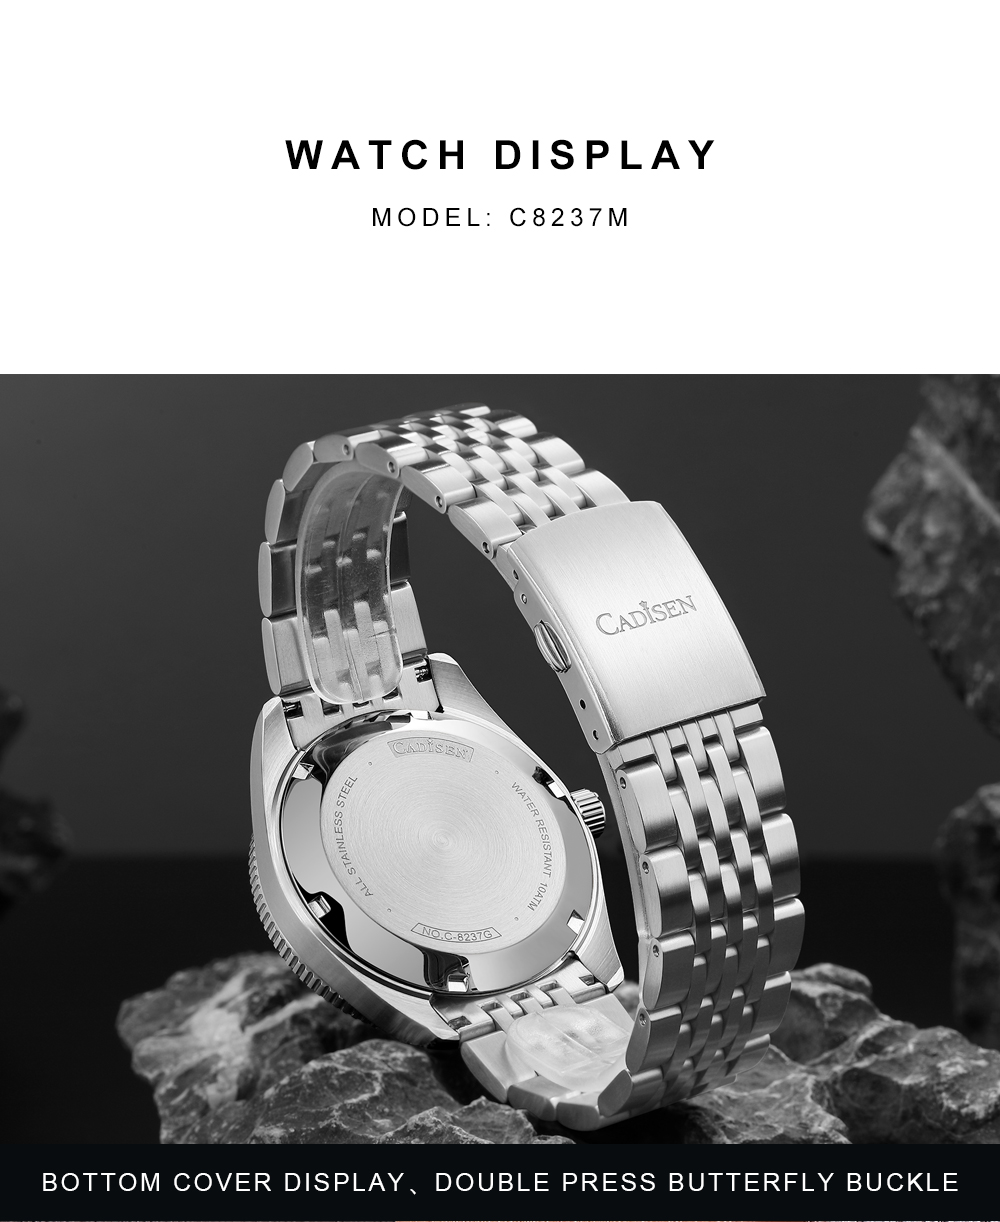 WATCH DISPLAY
MODEL: C8237M
CADISEN
CADISEN
ALL STAINLESS STEEL
WATER RESISTANT 10ATM
NO.C-8237G
BOTTOM COVER DISPLAY、DOUBLE PRESS BUTTERFLY BUCKLE